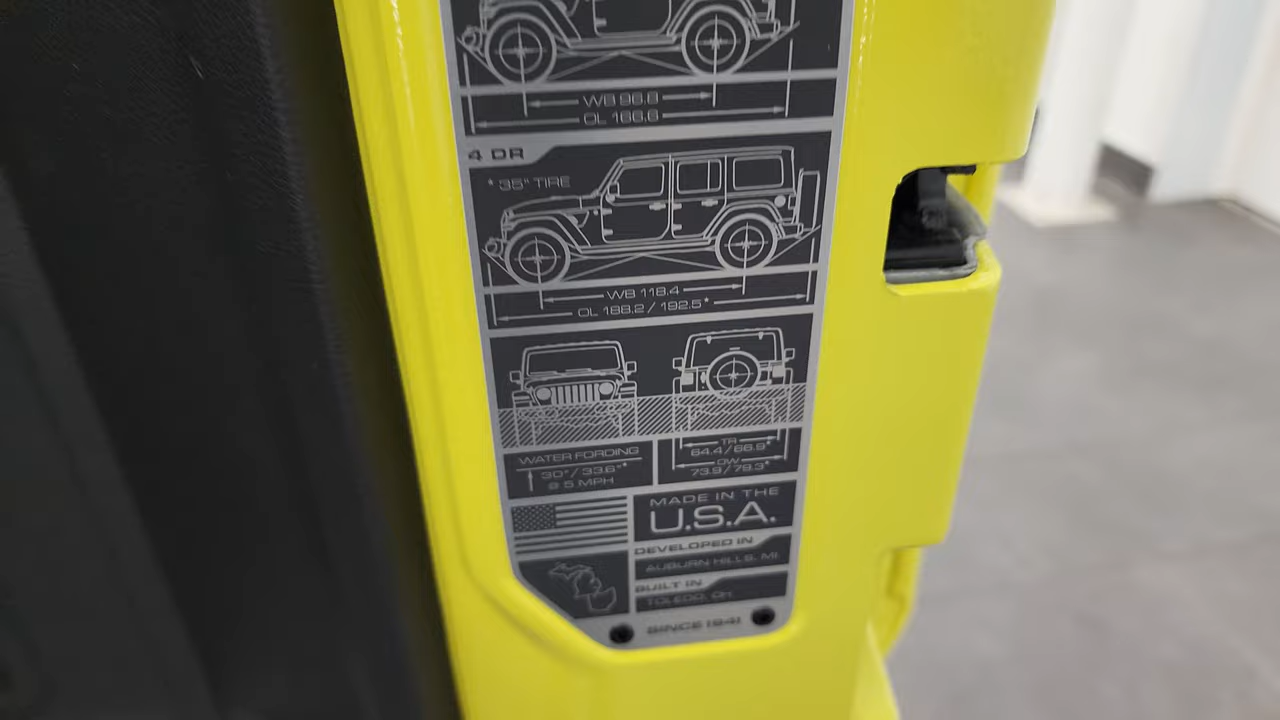 WB 96.8
OL 166.6
4 DR
* 35" TIRE
WB 118.4
OL 188.2 / 192.5*
WATER FORDING
30"/33.6"*
@ 5 MPH
TR
64.4/66.9*
OW
73.9/79.3*
MADE IN THE
U.S.A.
DEVELOPED IN
AUBURN HILLS, MI.
BUILT IN
TOLEDO, OH
SINCE 1941